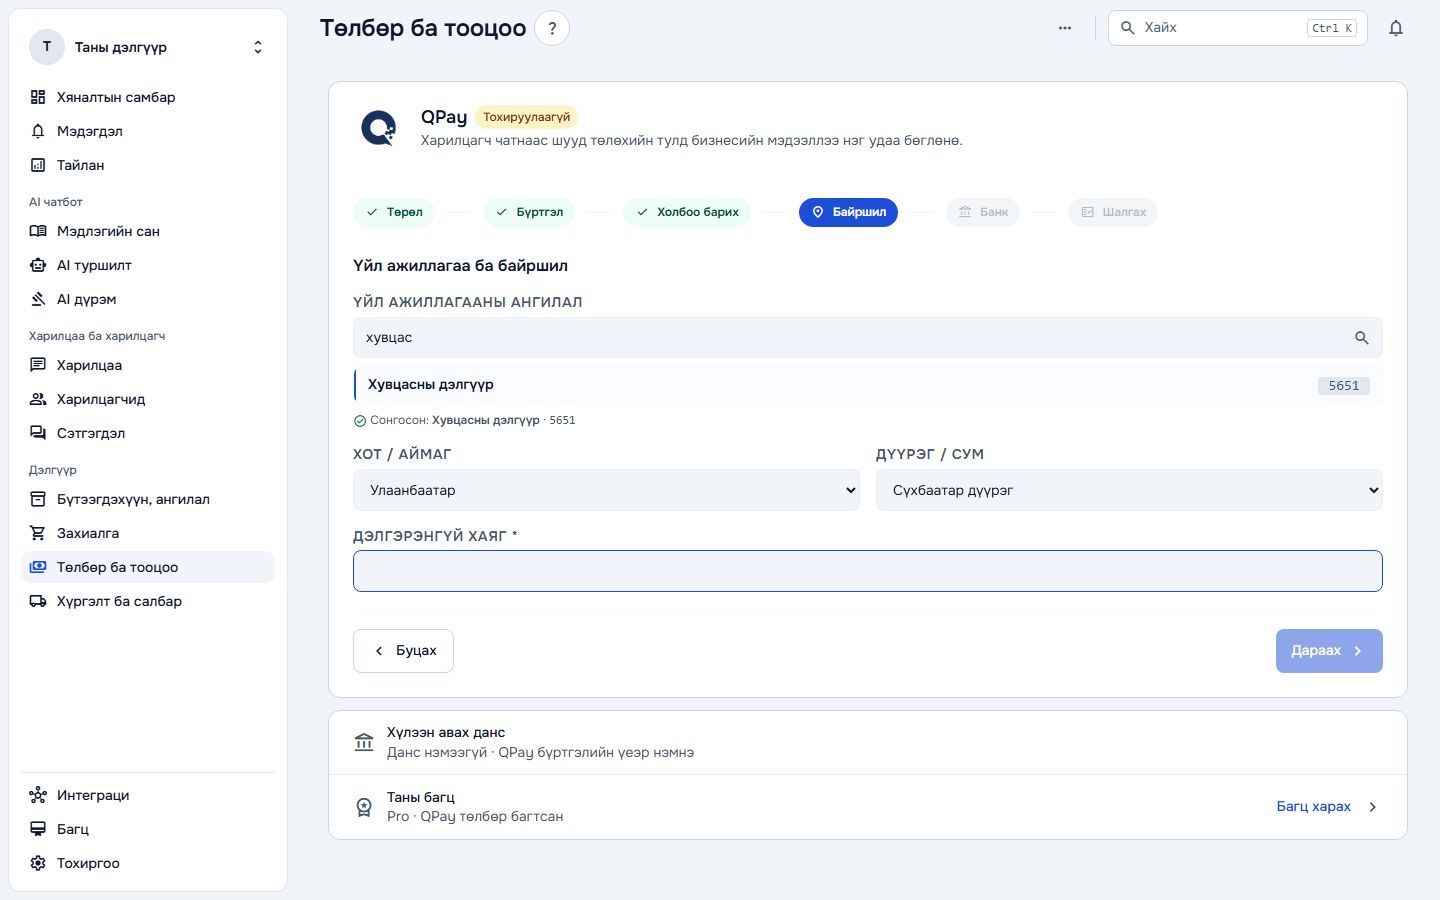 T
Таны дэлгүүр
Хяналтын самбар
Мэдэгдэл
Тайлан
AI чатбот
Мэдлэгийн сан
AI туршилт
AI дүрэм
Харилцаа ба харилцагч
Харилцаа
Харилцагчид
Сэтгэгдэл
Дэлгүүр
Бүтээгдэхүүн, ангилал
Захиалга
Төлбөр ба тооцоо
Хүргэлт ба салбар
Интеграци
Багц
Тохиргоо
Төлбөр ба тооцоо ?
Хайх Ctrl K
QPay Тохируулаагүй
Харилцагч чатнаас шууд төлөхийн тулд бизнесийн мэдээллээ нэг удаа бөглөнө.
Төрөл Бүртгэл Холбоо барих Байршил Банк Шалгах
Үйл ажиллагаа ба байршил
ҮЙЛ АЖИЛЛАГААНЫ АНГИЛАЛ
хувцас
Хувцасны дэлгүүр 5651
Сонгосон: Хувцасны дэлгүүр · 5651
ХОТ / АЙМАГ ДҮҮРЭГ / СУМ
Улаанбаатар Сүхбаатар дүүрэг
ДЭЛГЭРЭНГҮЙ ХАЯГ *
Буцах Дараах
Хүлээн авах данс
Данс нэмээгүй · QPay бүртгэлийн үеэр нэмнэ
Таны багц
Pro · QPay төлбөр багтсан
Багц харах